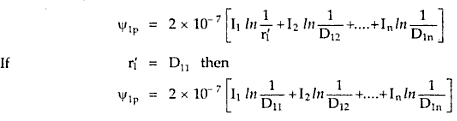 ψ₁ₚ = 2 × 10⁻⁷ [I₁ ln 1/r₁′ + I₂ ln 1/D₁₂ +....+ Iₙ ln 1/D₁ₙ]
If r₁′ = D₁₁ then
ψ₁ₚ = 2 × 10⁻⁷ [I₁ ln 1/D₁₁ + I₂ ln 1/D₁₂ +....+ Iₙ ln 1/D₁ₙ]